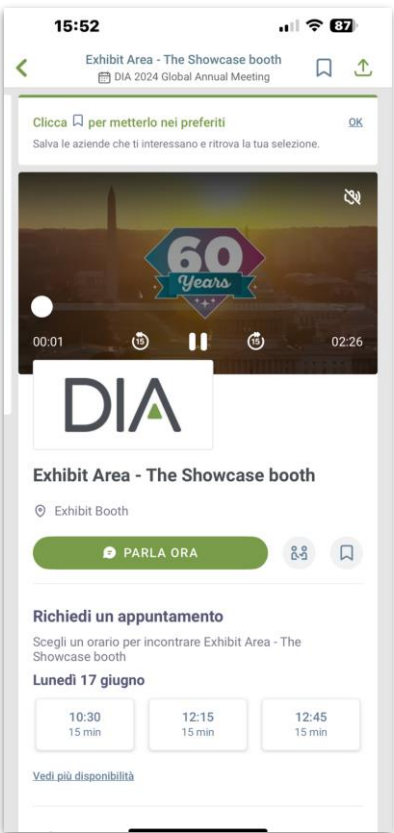 15:52
87
Exhibit Area - The Showcase booth
DIA 2024 Global Annual Meeting
Clicca per metterlo nei preferiti
OK
Salva le aziende che ti interessano e ritrova la tua selezione.
60
Years
00:01
15
15
02:26
DIA
Exhibit Area - The Showcase booth
Exhibit Booth
PARLA ORA
Richiedi un appuntamento
Scegli un orario per incontrare Exhibit Area - The
Showcase booth
Lunedì 17 giugno
10:30
15 min
12:15
15 min
12:45
15 min
Vedi più disponibilità